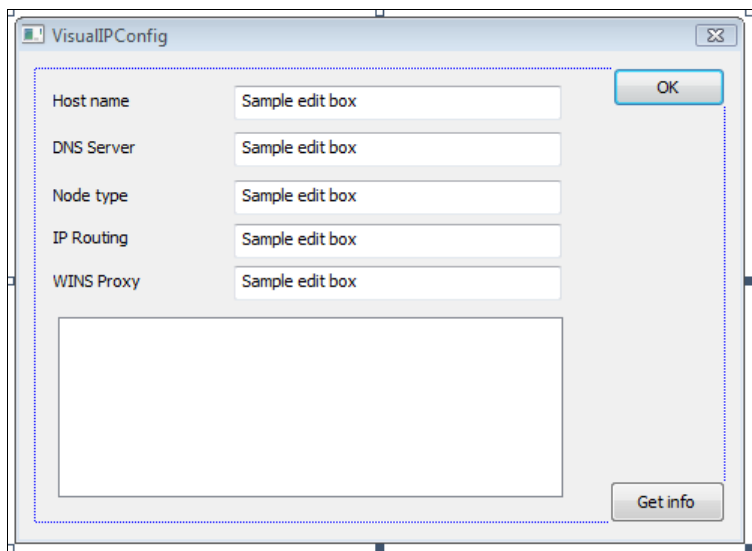 VisualIPConfig
OK
Host name Sample edit box
DNS Server Sample edit box
Node type Sample edit box
IP Routing Sample edit box
WINS Proxy Sample edit box
Get info